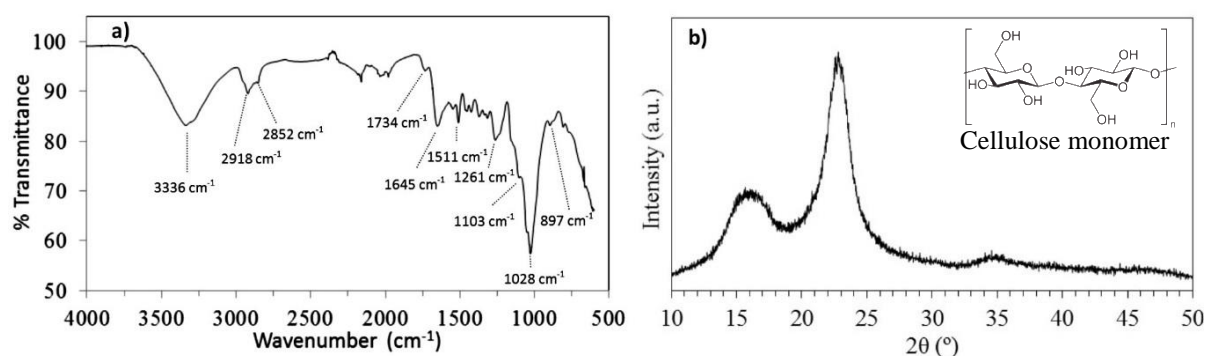 a)
% Transmittance
100
90
80
70
60
50
3336 cm⁻¹
2918 cm⁻¹
2852 cm⁻¹
1734 cm⁻¹
1645 cm⁻¹
1511 cm⁻¹
1261 cm⁻¹
1103 cm⁻¹
1028 cm⁻¹
897 cm⁻¹
4000 3500 3000 2500 2000 1500 1000 500
Wavenumber (cm⁻¹)
b)
Intensity (a.u.)
OH
HO
O
OH
O
HO
OH
O
O
OH
n
Cellulose monomer
10 15 20 25 30 35 40 45 50
2θ (º)